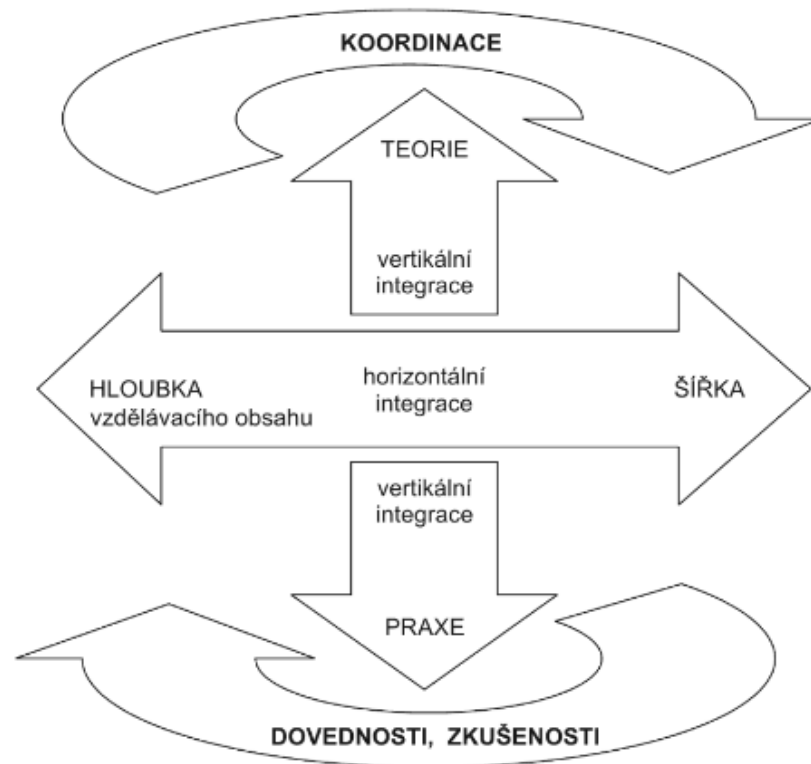 KOORDINACE
TEORIE
vertikální
integrace
HLOUBKA
vzdělávacího obsahu
horizontální
integrace
ŠÍŘKA
vertikální
integrace
PRAXE
DOVEDNOSTI, ZKUŠENOSTI